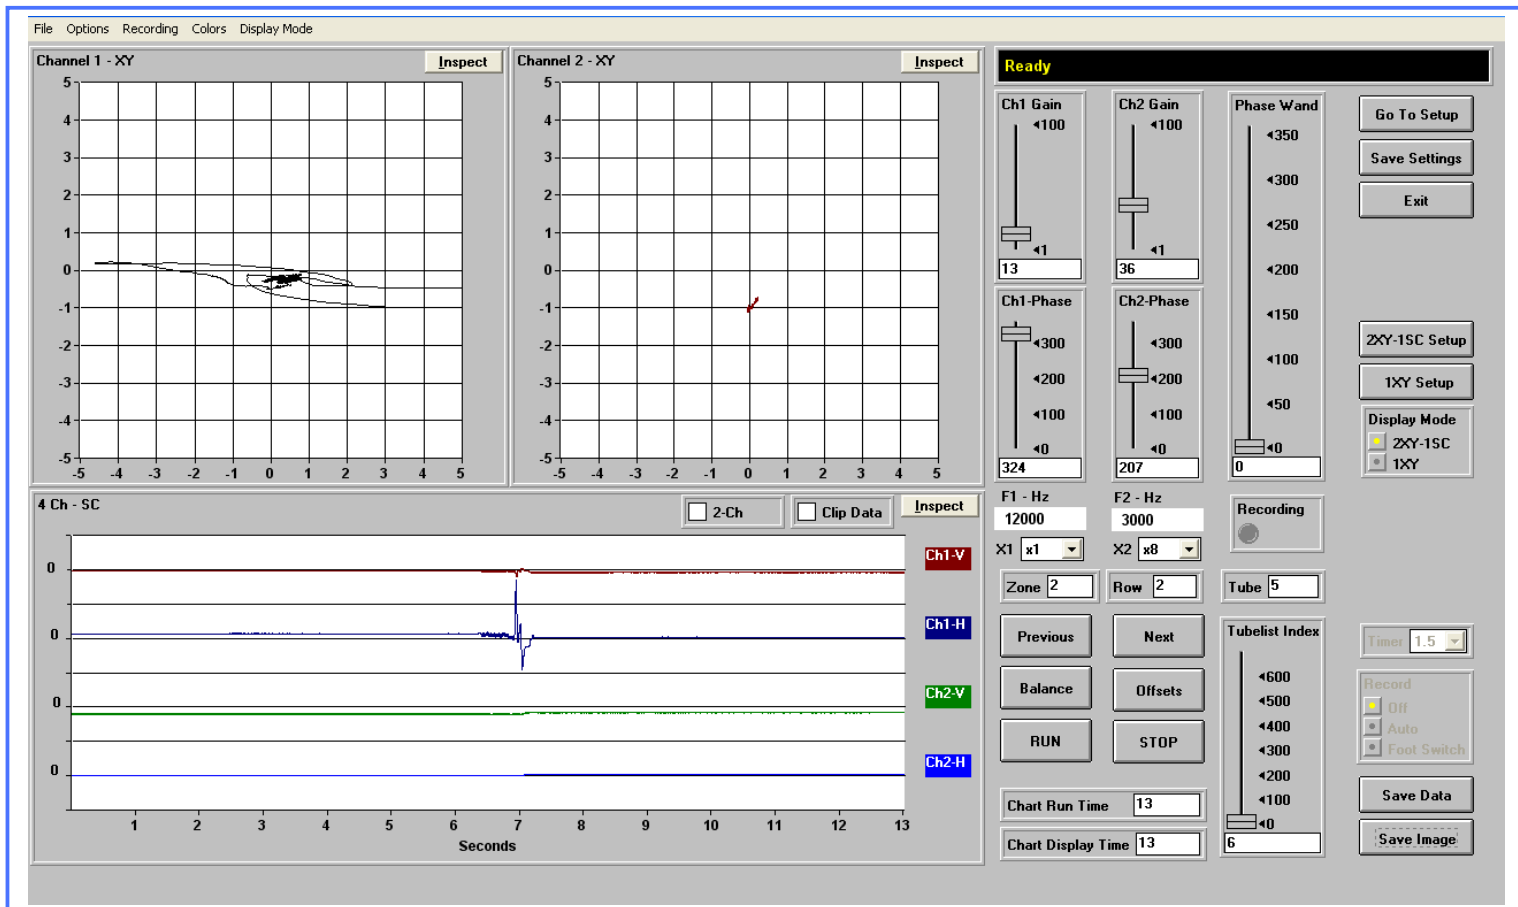 File Options Recording Colors Display Mode
Channel 1 - XY Inspect
5
4
3
2
1
0
-1
-2
-3
-4
-5
-5 -4 -3 -2 -1 0 1 2 3 4 5
Channel 2 - XY Inspect
5
4
3
2
1
0
-1
-2
-3
-4
-5
-5 -4 -3 -2 -1 0 1 2 3 4 5
4 Ch - SC 2-Ch Clip Data Inspect
0 Ch1-V
0 Ch1-H
0 Ch2-V
0 Ch2-H
1 2 3 4 5 6 7 8 9 10 11 12 13
Seconds
Ready
Ch1 Gain
100
1
13
Ch2 Gain
100
1
36
Phase Wand
350
300
250
200
150
100
50
0
0
Ch1-Phase
300
200
100
0
324
Ch2-Phase
300
200
100
0
207
Go To Setup
Save Settings
Exit
2XY-1SC Setup
1XY Setup
Display Mode
2XY-1SC
1XY
F1 - Hz
12000
X1 x1
F2 - Hz
3000
X2 x8
Recording
Zone 2 Row 2 Tube 5
Previous Next
Balance Offsets
RUN STOP
Chart Run Time 13
Chart Display Time 13
Tubelist Index
600
500
400
300
200
100
0
6
Timer 1.5
Record
Off
Auto
Foot Switch
Save Data
Save Image